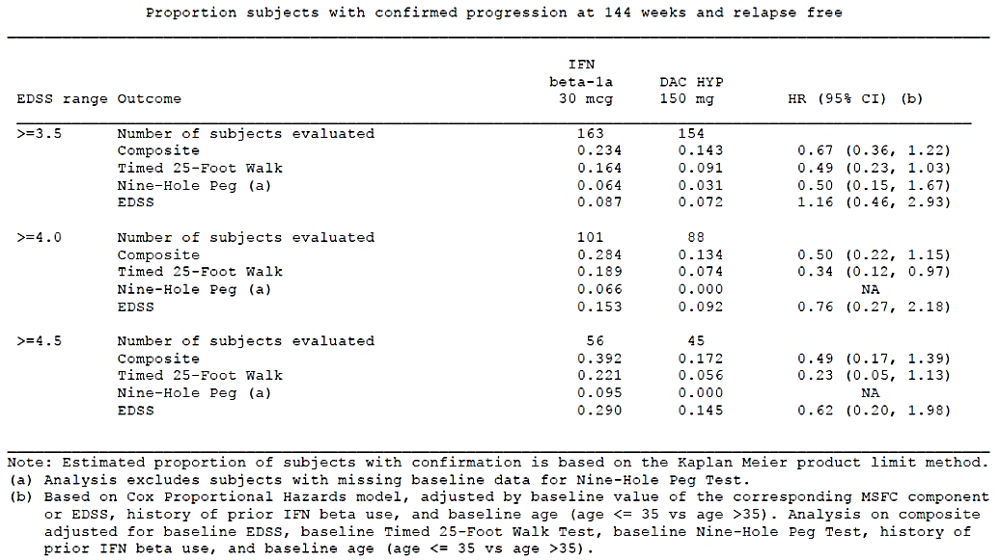 Proportion subjects with confirmed progression at 144 weeks and relapse free
IFN
beta-1a DAC HYP
EDSS range Outcome 30 mcg 150 mg HR (95% CI) (b)
>=3.5 Number of subjects evaluated 163 154
Composite 0.234 0.143 0.67 (0.36, 1.22)
Timed 25-Foot Walk 0.164 0.091 0.49 (0.23, 1.03)
Nine-Hole Peg (a) 0.064 0.031 0.50 (0.15, 1.67)
EDSS 0.087 0.072 1.16 (0.46, 2.93)
>=4.0 Number of subjects evaluated 101 88
Composite 0.284 0.134 0.50 (0.22, 1.15)
Timed 25-Foot Walk 0.189 0.074 0.34 (0.12, 0.97)
Nine-Hole Peg (a) 0.066 0.000 NA
EDSS 0.153 0.092 0.76 (0.27, 2.18)
>=4.5 Number of subjects evaluated 56 45
Composite 0.392 0.172 0.49 (0.17, 1.39)
Timed 25-Foot Walk 0.221 0.056 0.23 (0.05, 1.13)
Nine-Hole Peg (a) 0.095 0.000 NA
EDSS 0.290 0.145 0.62 (0.20, 1.98)
Note: Estimated proportion of subjects with confirmation is based on the Kaplan Meier product limit method.
(a) Analysis excludes subjects with missing baseline data for Nine-Hole Peg Test.
(b) Based on Cox Proportional Hazards model, adjusted by baseline value of the corresponding MSFC component
or EDSS, history of prior IFN beta use, and baseline age (age <= 35 vs age >35). Analysis on composite
adjusted for baseline EDSS, baseline Timed 25-Foot Walk Test, baseline Nine-Hole Peg Test, history of
prior IFN beta use, and baseline age (age <= 35 vs age >35).